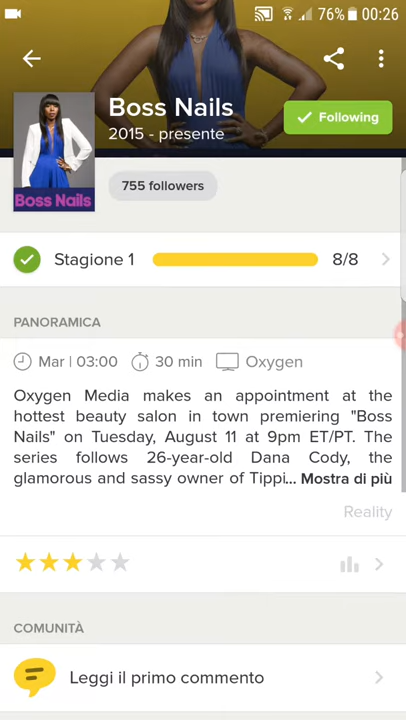 76% 00:26
Boss Nails
2015 - presente
Following
Boss Nails
755 followers
Stagione 1 8/8
PANORAMICA
Mar | 03:00 30 min Oxygen
Oxygen Media makes an appointment at the
hottest beauty salon in town premiering "Boss
Nails" on Tuesday, August 11 at 9pm ET/PT. The
series follows 26-year-old Dana Cody, the
glamorous and sassy owner of Tippi... Mostra di più
Reality
COMUNITÀ
Leggi il primo commento